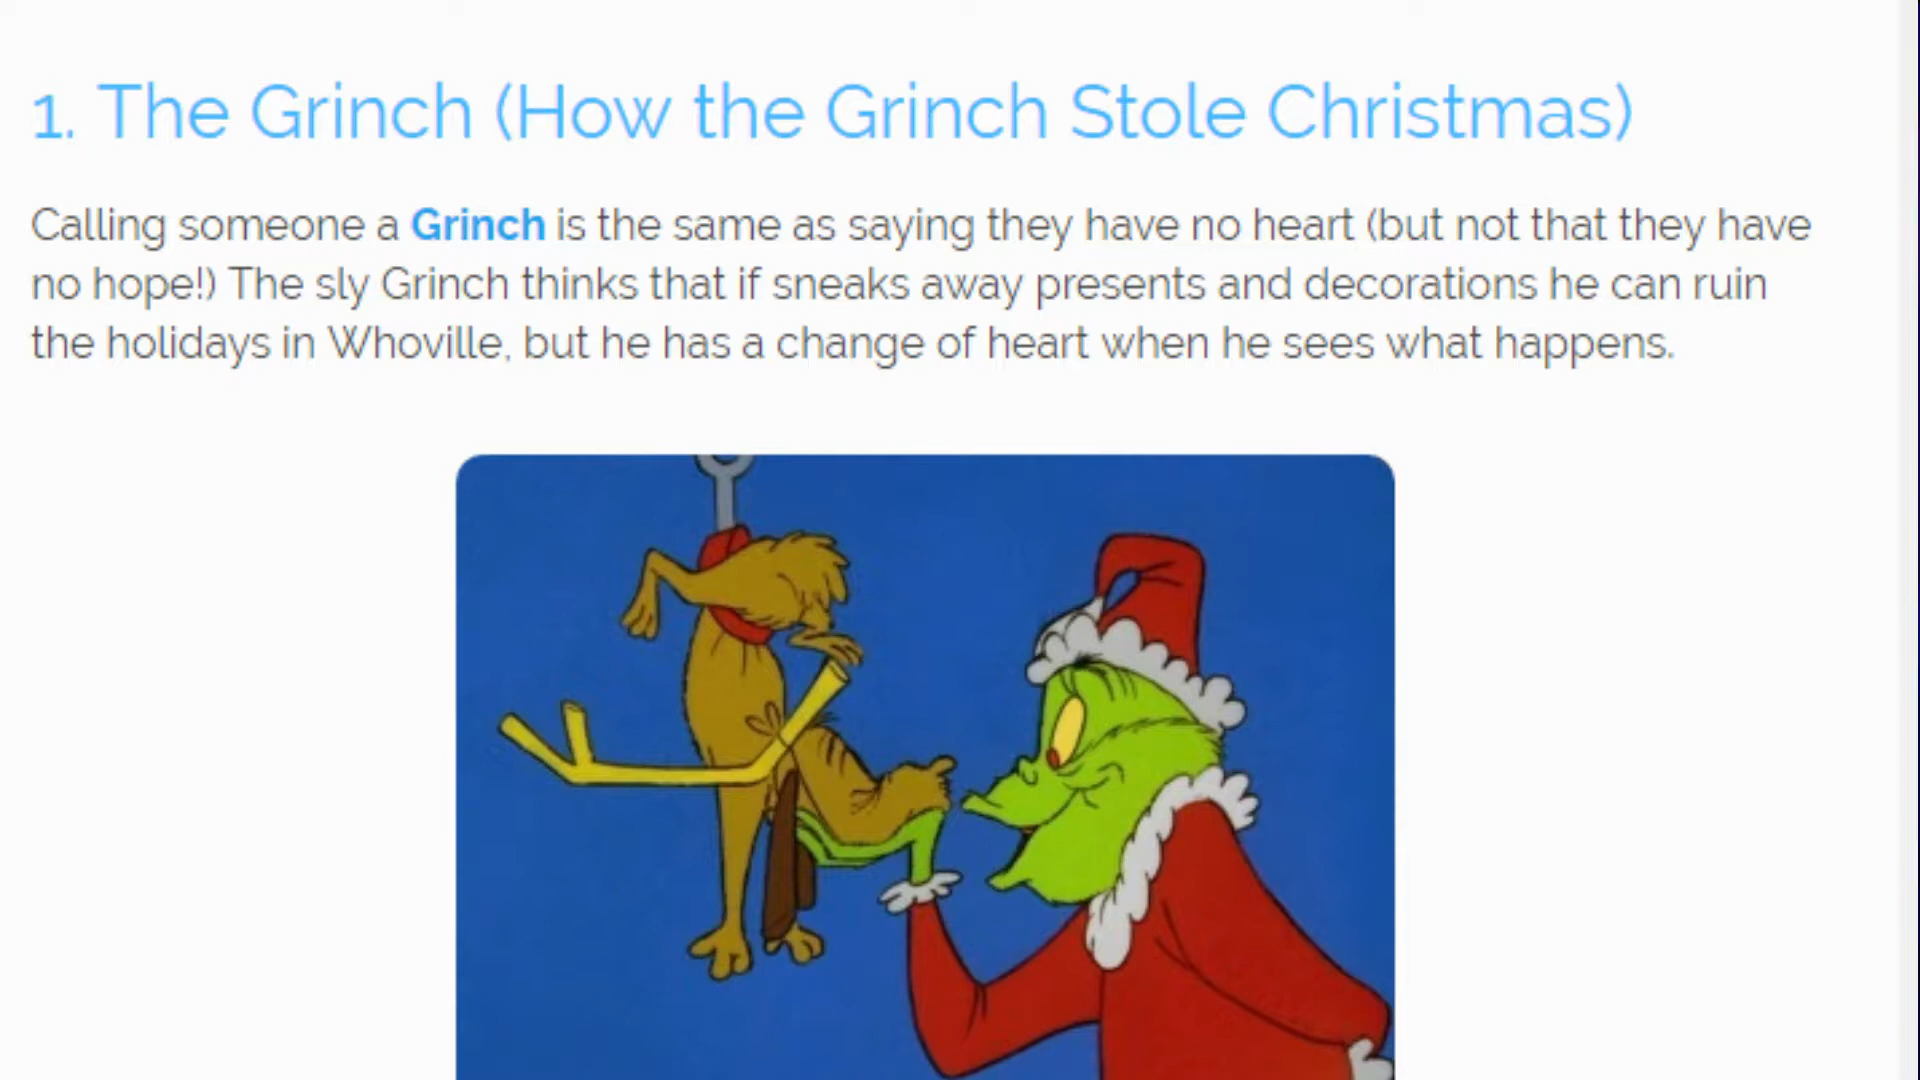 1. The Grinch (How the Grinch Stole Christmas)
Calling someone a Grinch is the same as saying they have no heart (but not that they have
no hope!) The sly Grinch thinks that if sneaks away presents and decorations he can ruin
the holidays in Whoville, but he has a change of heart when he sees what happens.